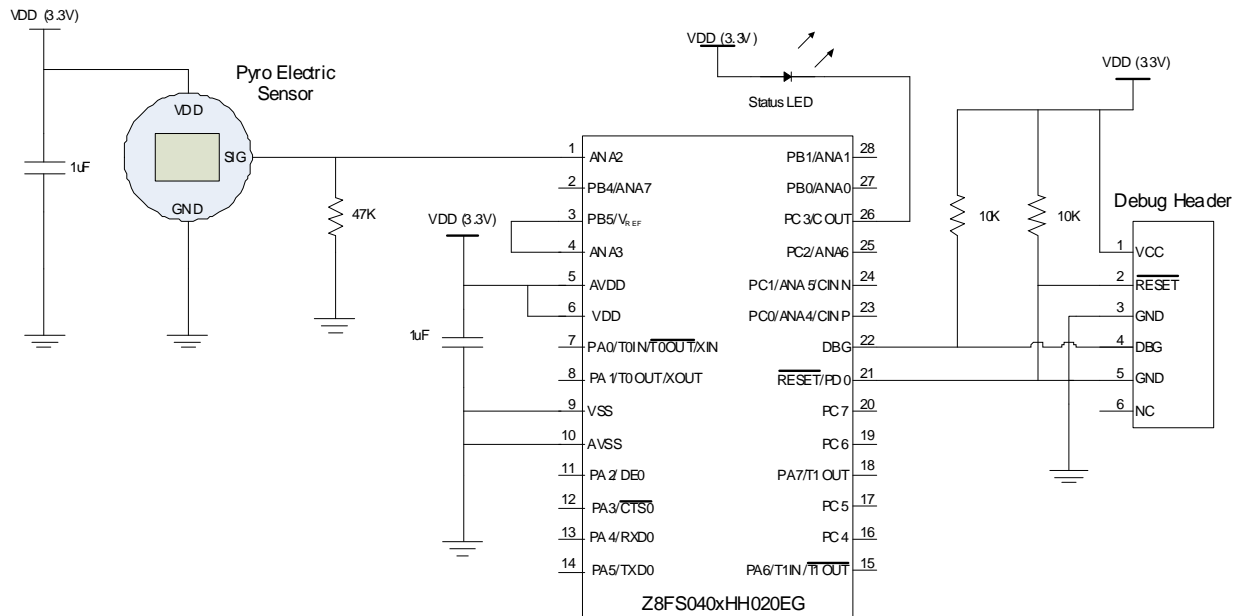 VDD (3.3V)
Pyro Electric
Sensor
VDD
SIG
GND
1uF
47K
VDD (3.3V)
1uF
VDD (3.3V)
Status LED
VDD (3.3V)
10K
10K
Debug Header
1 VCC
2 RESET
3 GND
4 DBG
5 GND
6 NC
1 ANA2
2 PB4/ANA7
3 PB5/VREF
4 ANA3
5 AVDD
6 VDD
7 PA0/T0IN/T0OUT/XIN
8 PA1/T0OUT/XOUT
9 VSS
10 AVSS
11 PA2/DE0
12 PA3/CTS0
13 PA4/RXD0
14 PA5/TXD0
PB1/ANA1 28
PB0/ANA0 27
PC3/COUT 26
PC2/ANA6 25
PC1/ANA5/CINN 24
PC0/ANA4/CINP 23
DBG 22
RESET/PD0 21
PC7 20
PC6 19
PA7/T1OUT 18
PC5 17
PC4 16
PA6/T1IN/T1OUT 15
Z8FS040xHH020EG